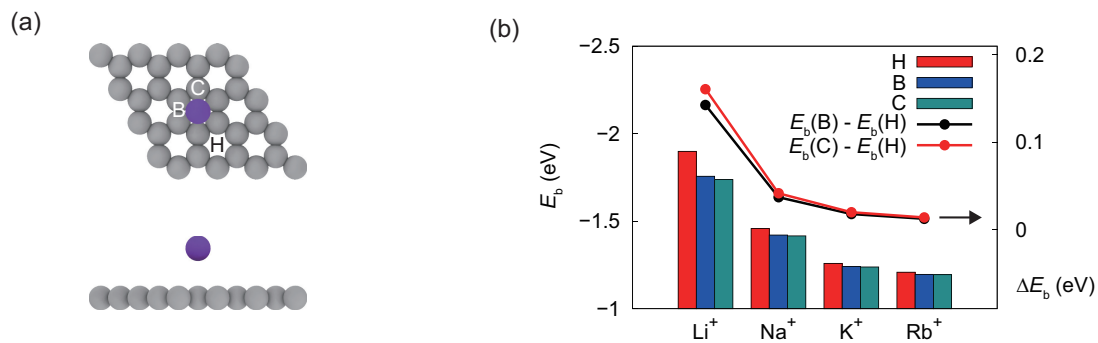 (a)
C
B
H
(b)
−2.5
−2
−1.5
−1
E_b (eV)
H
B
C
E_b(B) - E_b(H)
E_b(C) - E_b(H)
0.2
0.1
0
ΔE_b (eV)
Li⁺
Na⁺
K⁺
Rb⁺